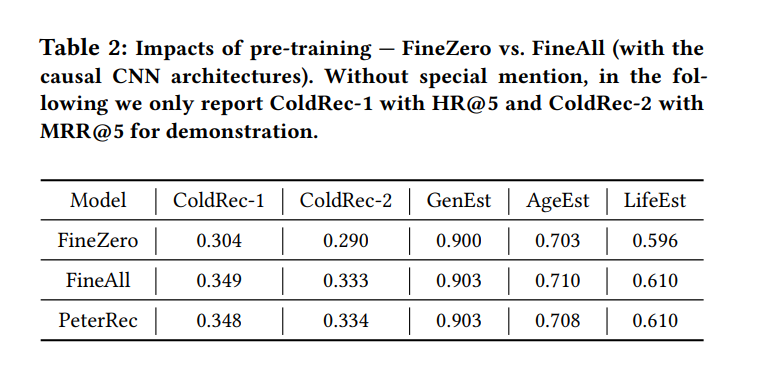 Table 2: Impacts of pre-training — FineZero vs. FineAll (with the
causal CNN architectures). Without special mention, in the fol-
lowing we only report ColdRec-1 with HR@5 and ColdRec-2 with
MRR@5 for demonstration.
Model ColdRec-1 ColdRec-2 GenEst AgeEst LifeEst
FineZero 0.304 0.290 0.900 0.703 0.596
FineAll 0.349 0.333 0.903 0.710 0.610
PeterRec 0.348 0.334 0.903 0.708 0.610